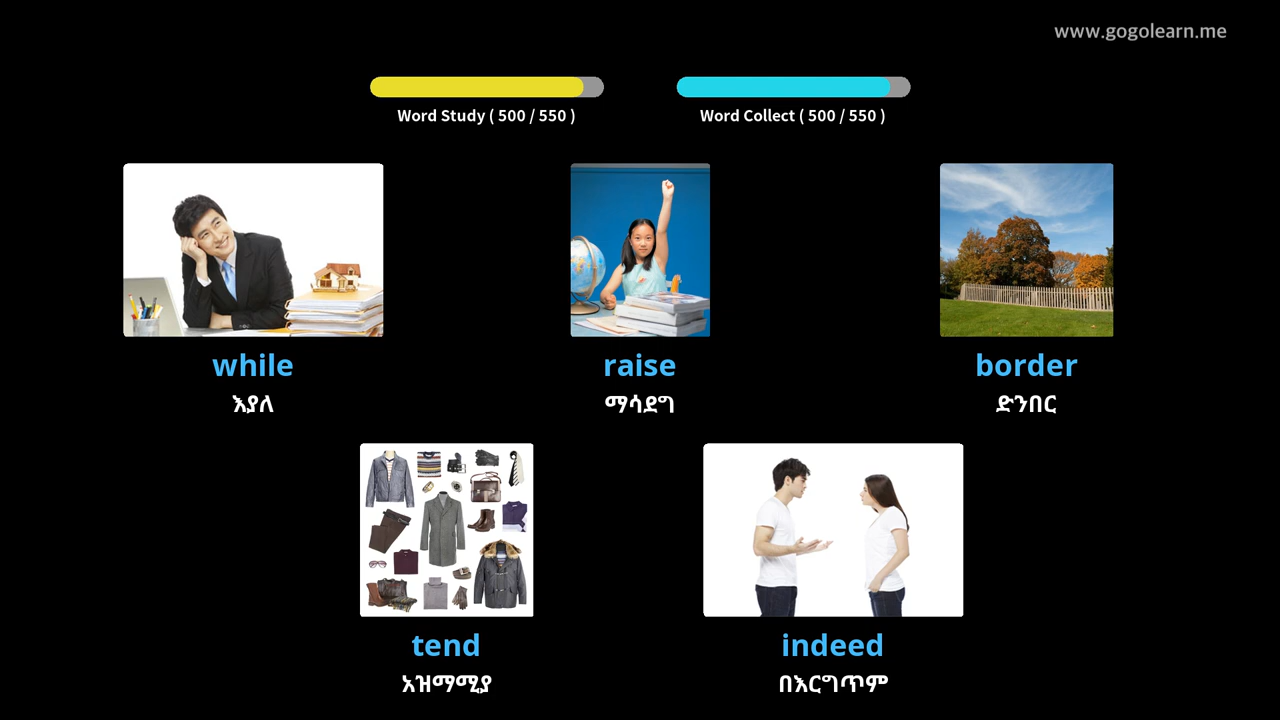 www.gogolearn.me
Word Study ( 500 / 550 )
Word Collect ( 500 / 550 )
while
እያለ
raise
ማሳደግ
border
ድንበር
tend
አዝማሚያ
indeed
በእርግጥም